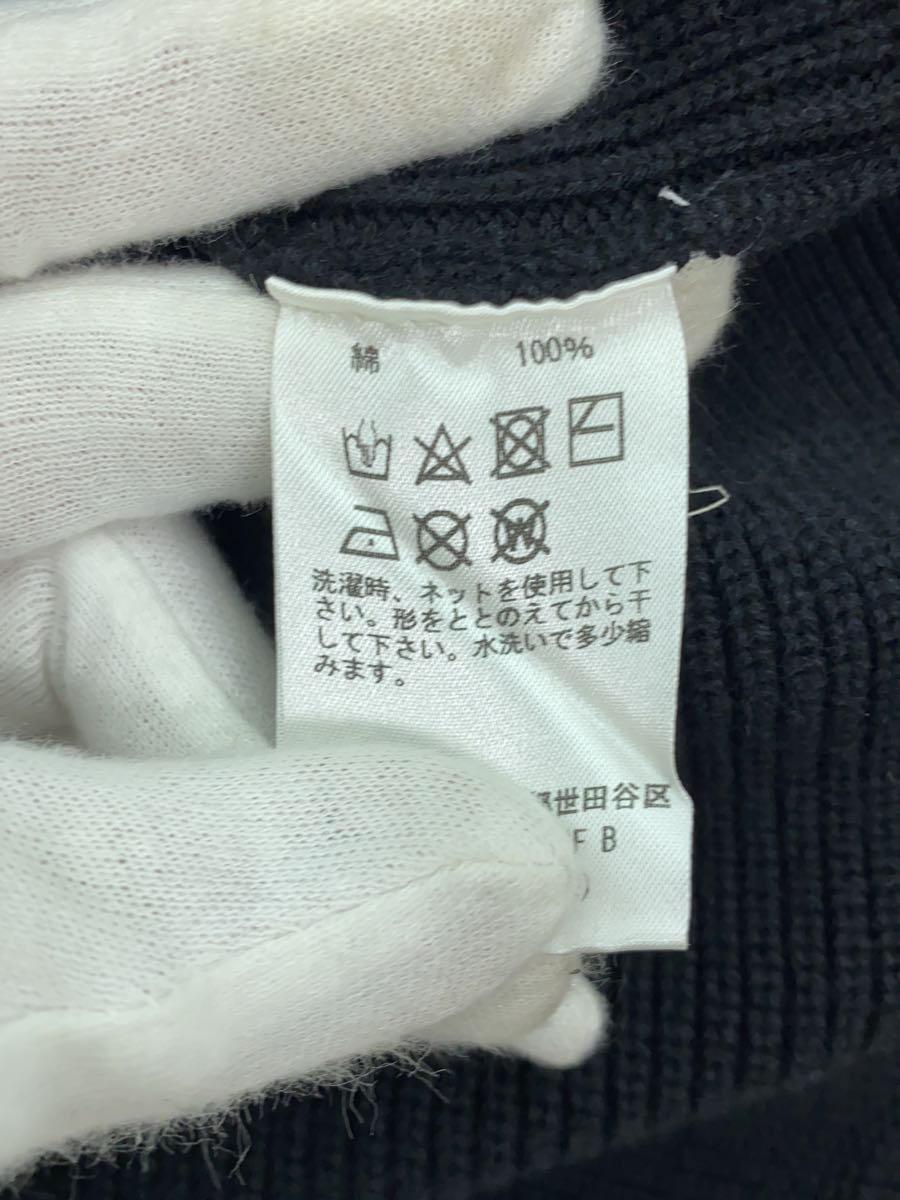 綿 100%
洗濯時、ネットを使用して下
さい。形をととのえてから干
して下さい。水洗いで多少縮
みます。
世田谷区
F B